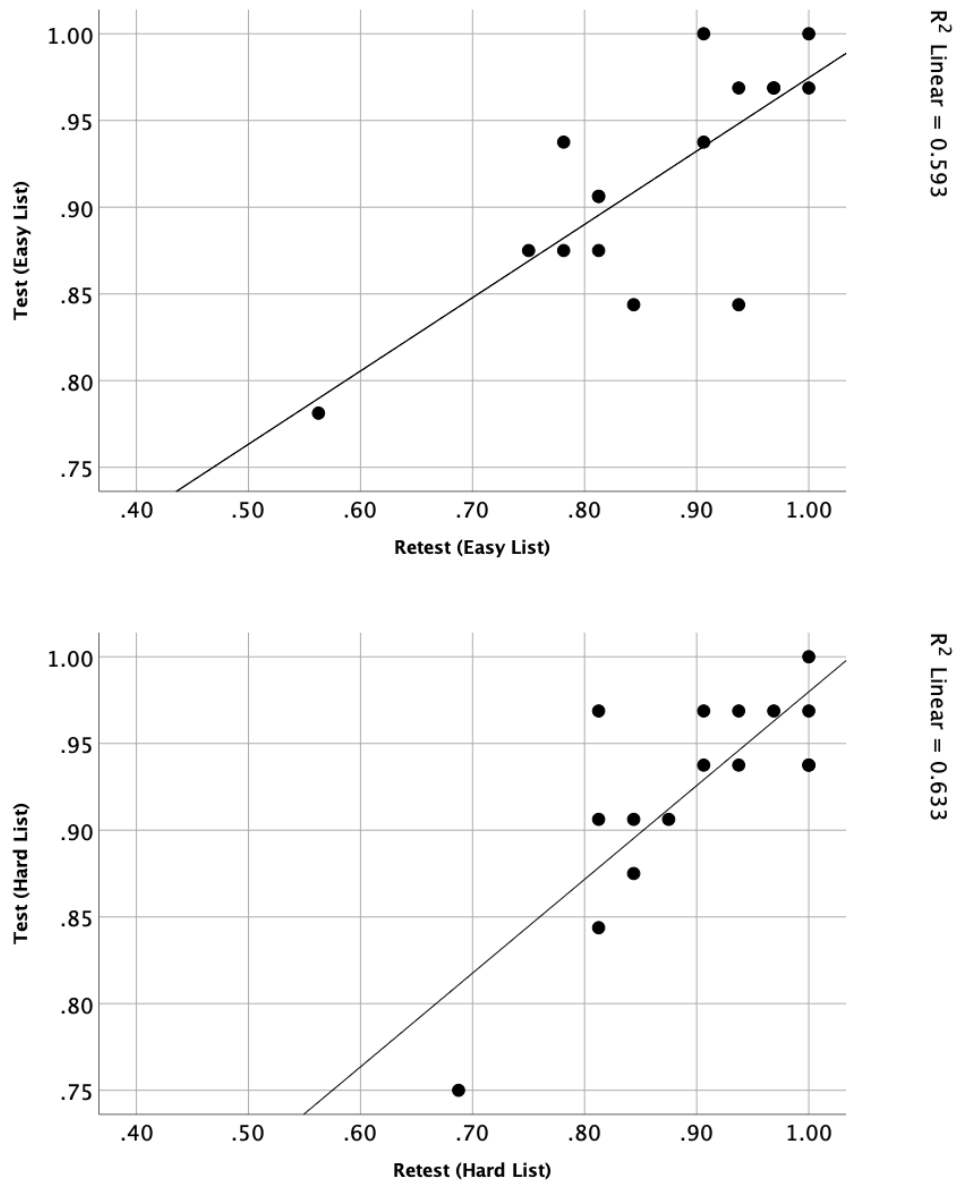 1.00
.95
.90
.85
.80
.75
Test (Easy List)
.40 .50 .60 .70 .80 .90 1.00
Retest (Easy List)
R² Linear = 0.593
1.00
.95
.90
.85
.80
.75
Test (Hard List)
.40 .50 .60 .70 .80 .90 1.00
Retest (Hard List)
R² Linear = 0.633